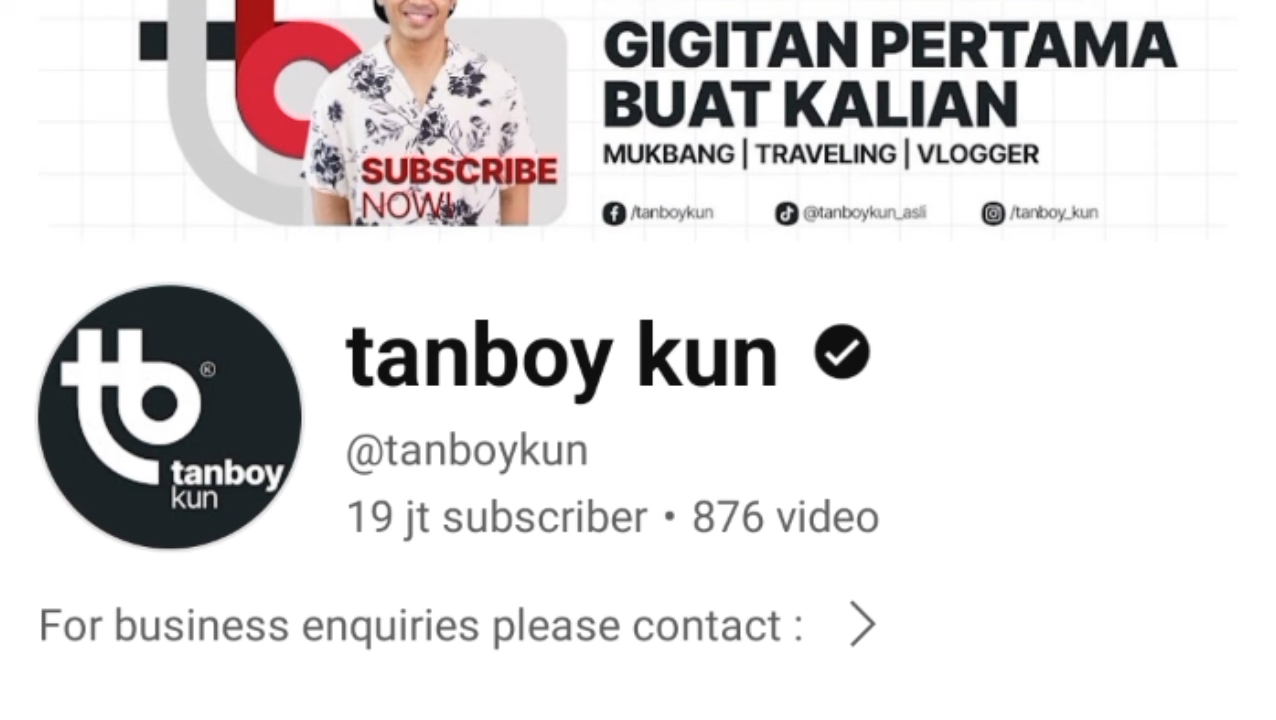 GIGITAN PERTAMA
BUAT KALIAN
MUKBANG | TRAVELING | VLOGGER
SUBSCRIBE
NOW!
/tanboykun @tanboykun_asli /tanboy_kun
tb
tanboy
kun
tanboy kun
@tanboykun
19 jt subscriber • 876 video
For business enquiries please contact :